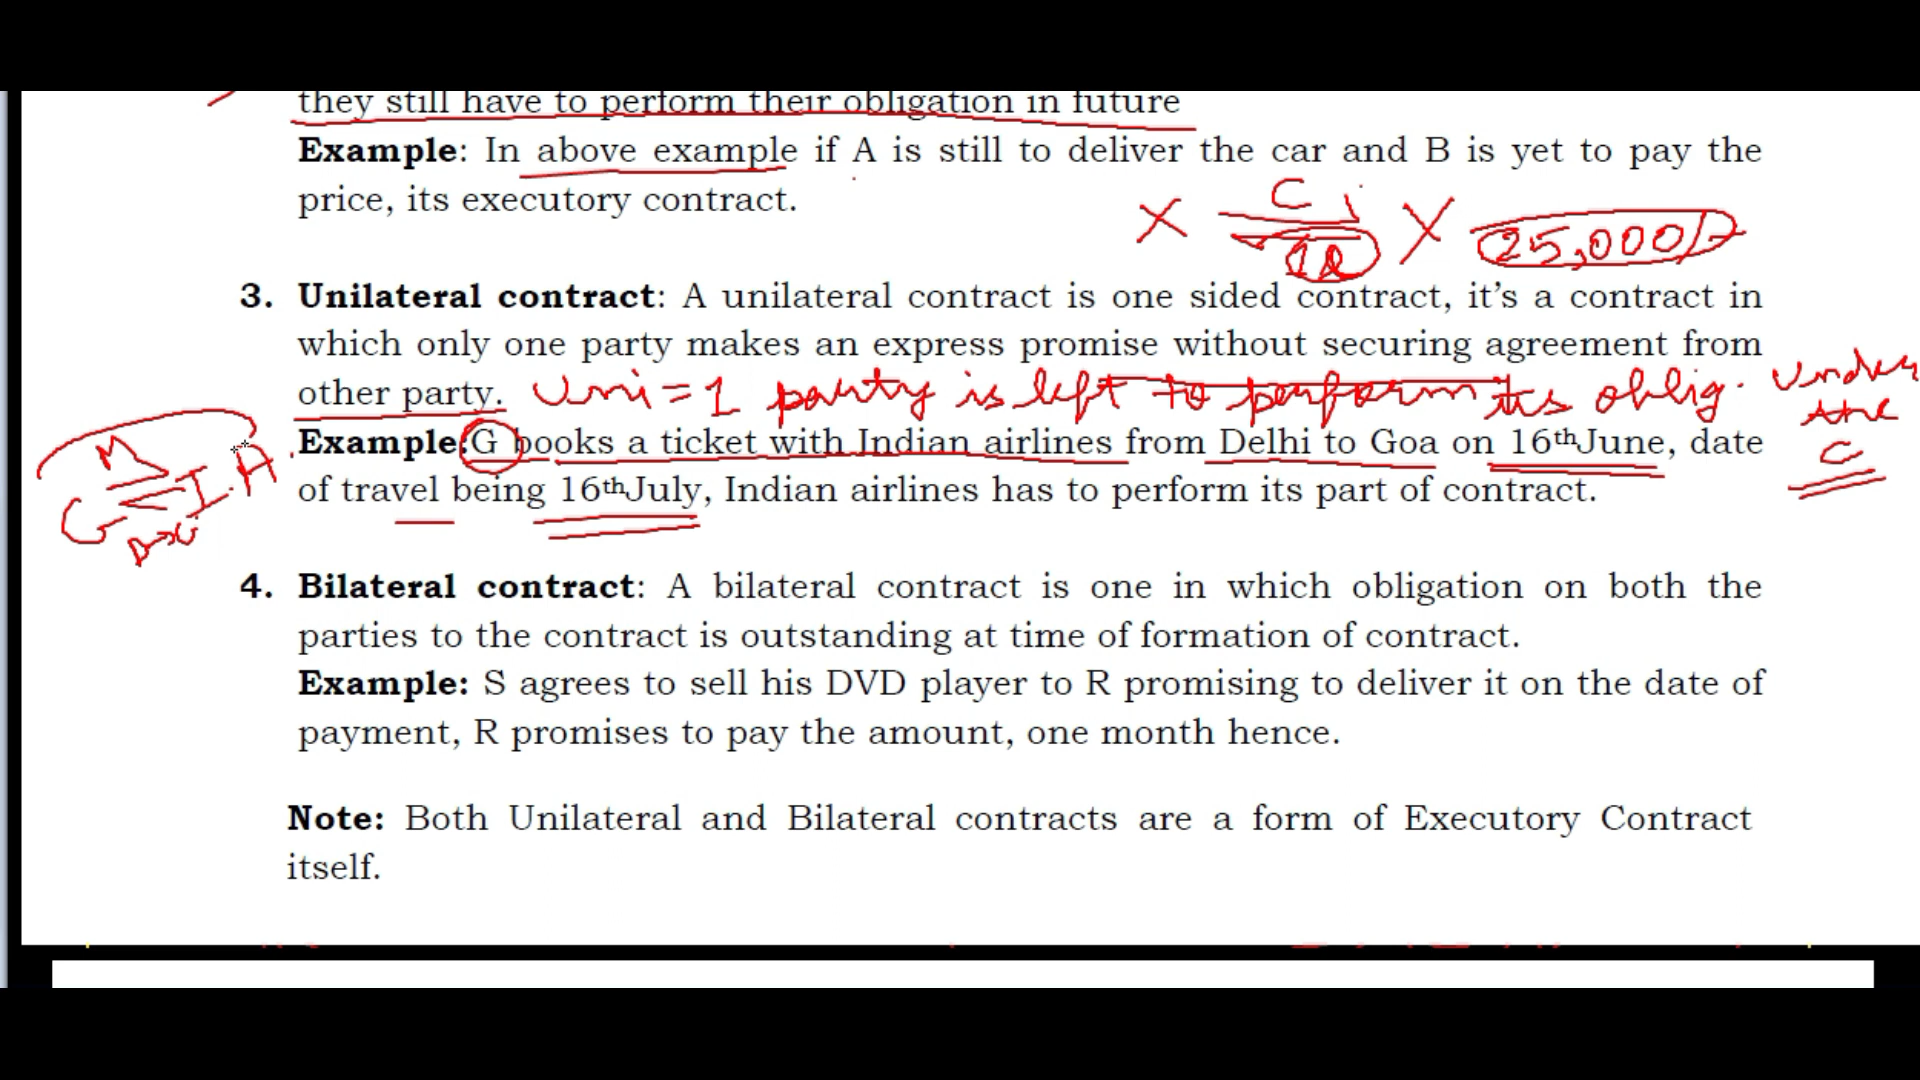 they still have to perform their obligation in future
Example: In above example if A is still to deliver the car and B is yet to pay the
price, its executory contract.
C
25,000/-
3. Unilateral contract: A unilateral contract is one sided contract, it's a contract in
which only one party makes an express promise without securing agreement from
other party. Uni = 1 party is left to perform its oblig. under
the
C
Example: G books a ticket with Indian airlines from Delhi to Goa on 16th June, date
of travel being 16th July, Indian airlines has to perform its part of contract.
M
G I.A
D→G
4. Bilateral contract: A bilateral contract is one in which obligation on both the
parties to the contract is outstanding at time of formation of contract.
Example: S agrees to sell his DVD player to R promising to deliver it on the date of
payment, R promises to pay the amount, one month hence.
Note: Both Unilateral and Bilateral contracts are a form of Executory Contract
itself.